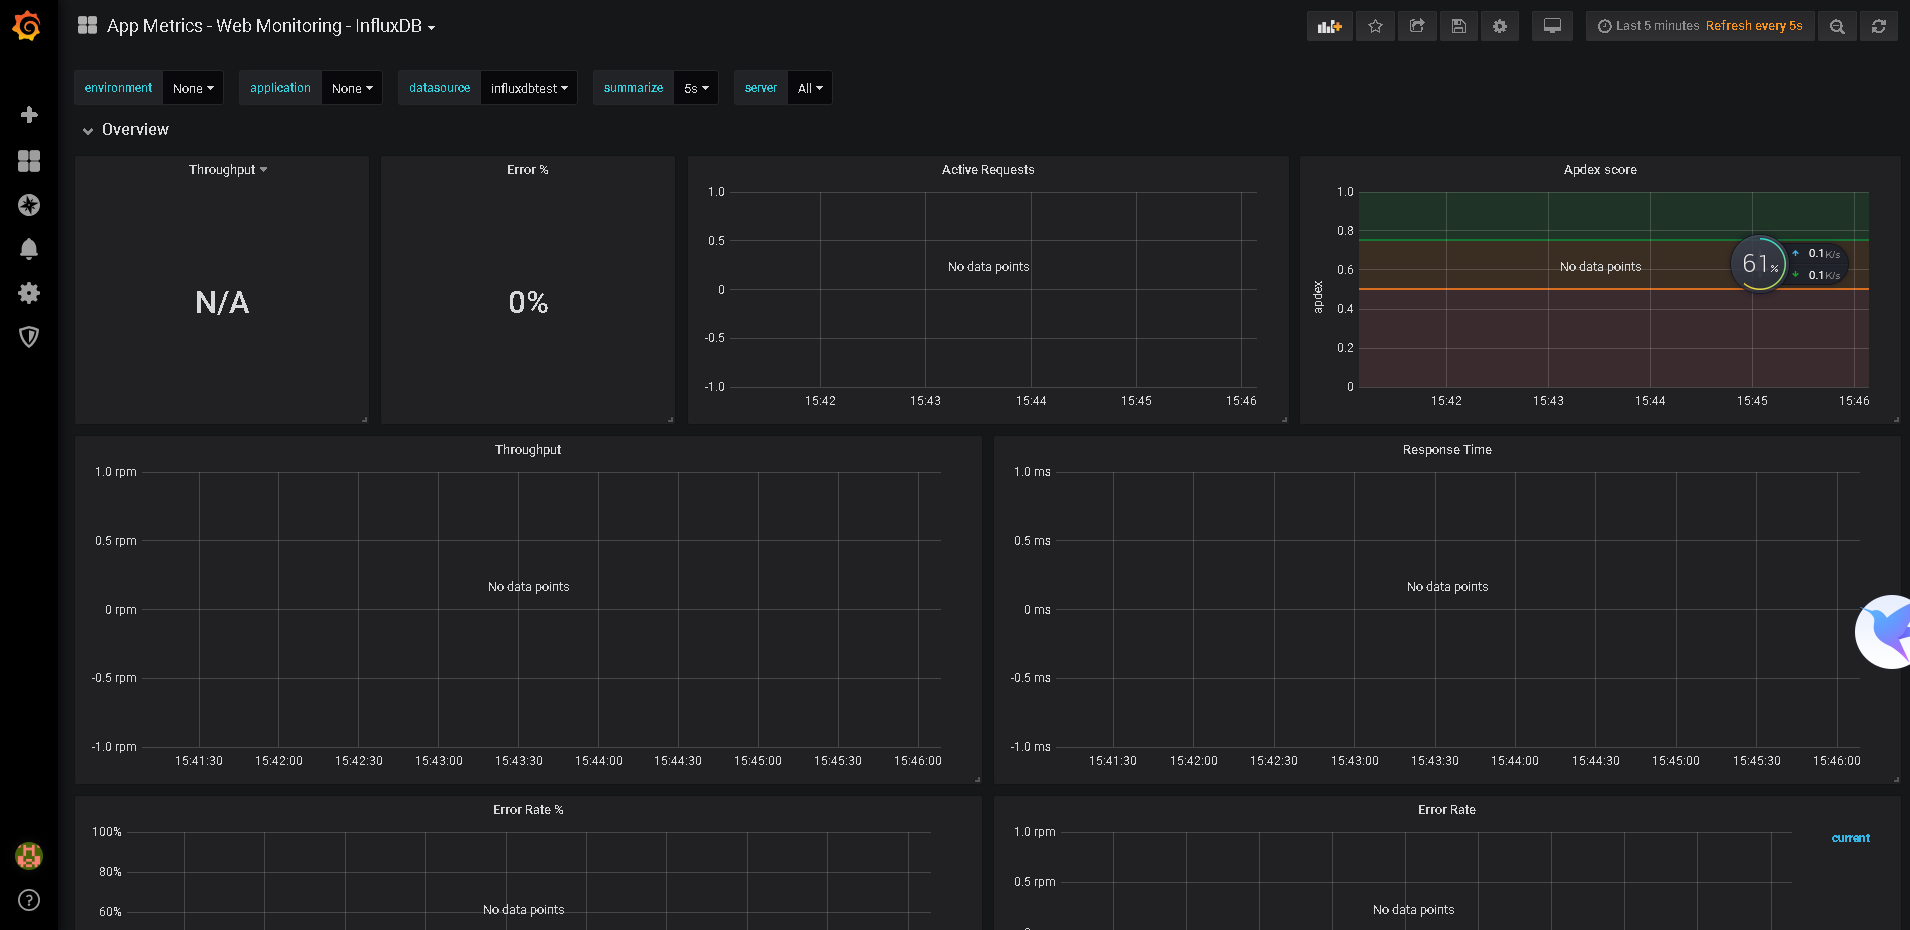 App Metrics - Web Monitoring - InfluxDB
Last 5 minutes Refresh every 5s
environment None application None datasource influxdbtest summarize 5s server All
Overview
Throughput
N/A
Error %
0%
Active Requests
1.0
0.5
0
-0.5
-1.0
No data points
15:42 15:43 15:44 15:45 15:46
Apdex score
apdex
1.0
0.8
0.6
0.4
0.2
0
No data points
15:42 15:43 15:44 15:45 15:46
61%
0.1K/s
0.1K/s
Throughput
1.0 rpm
0.5 rpm
0 rpm
-0.5 rpm
-1.0 rpm
No data points
15:41:30 15:42:00 15:42:30 15:43:00 15:43:30 15:44:00 15:44:30 15:45:00 15:45:30 15:46:00
Response Time
1.0 ms
0.5 ms
0 ms
-0.5 ms
-1.0 ms
No data points
15:41:30 15:42:00 15:42:30 15:43:00 15:43:30 15:44:00 15:44:30 15:45:00 15:45:30 15:46:00
Error Rate %
100%
80%
60%
No data points
Error Rate
1.0 rpm
0.5 rpm
No data points
current